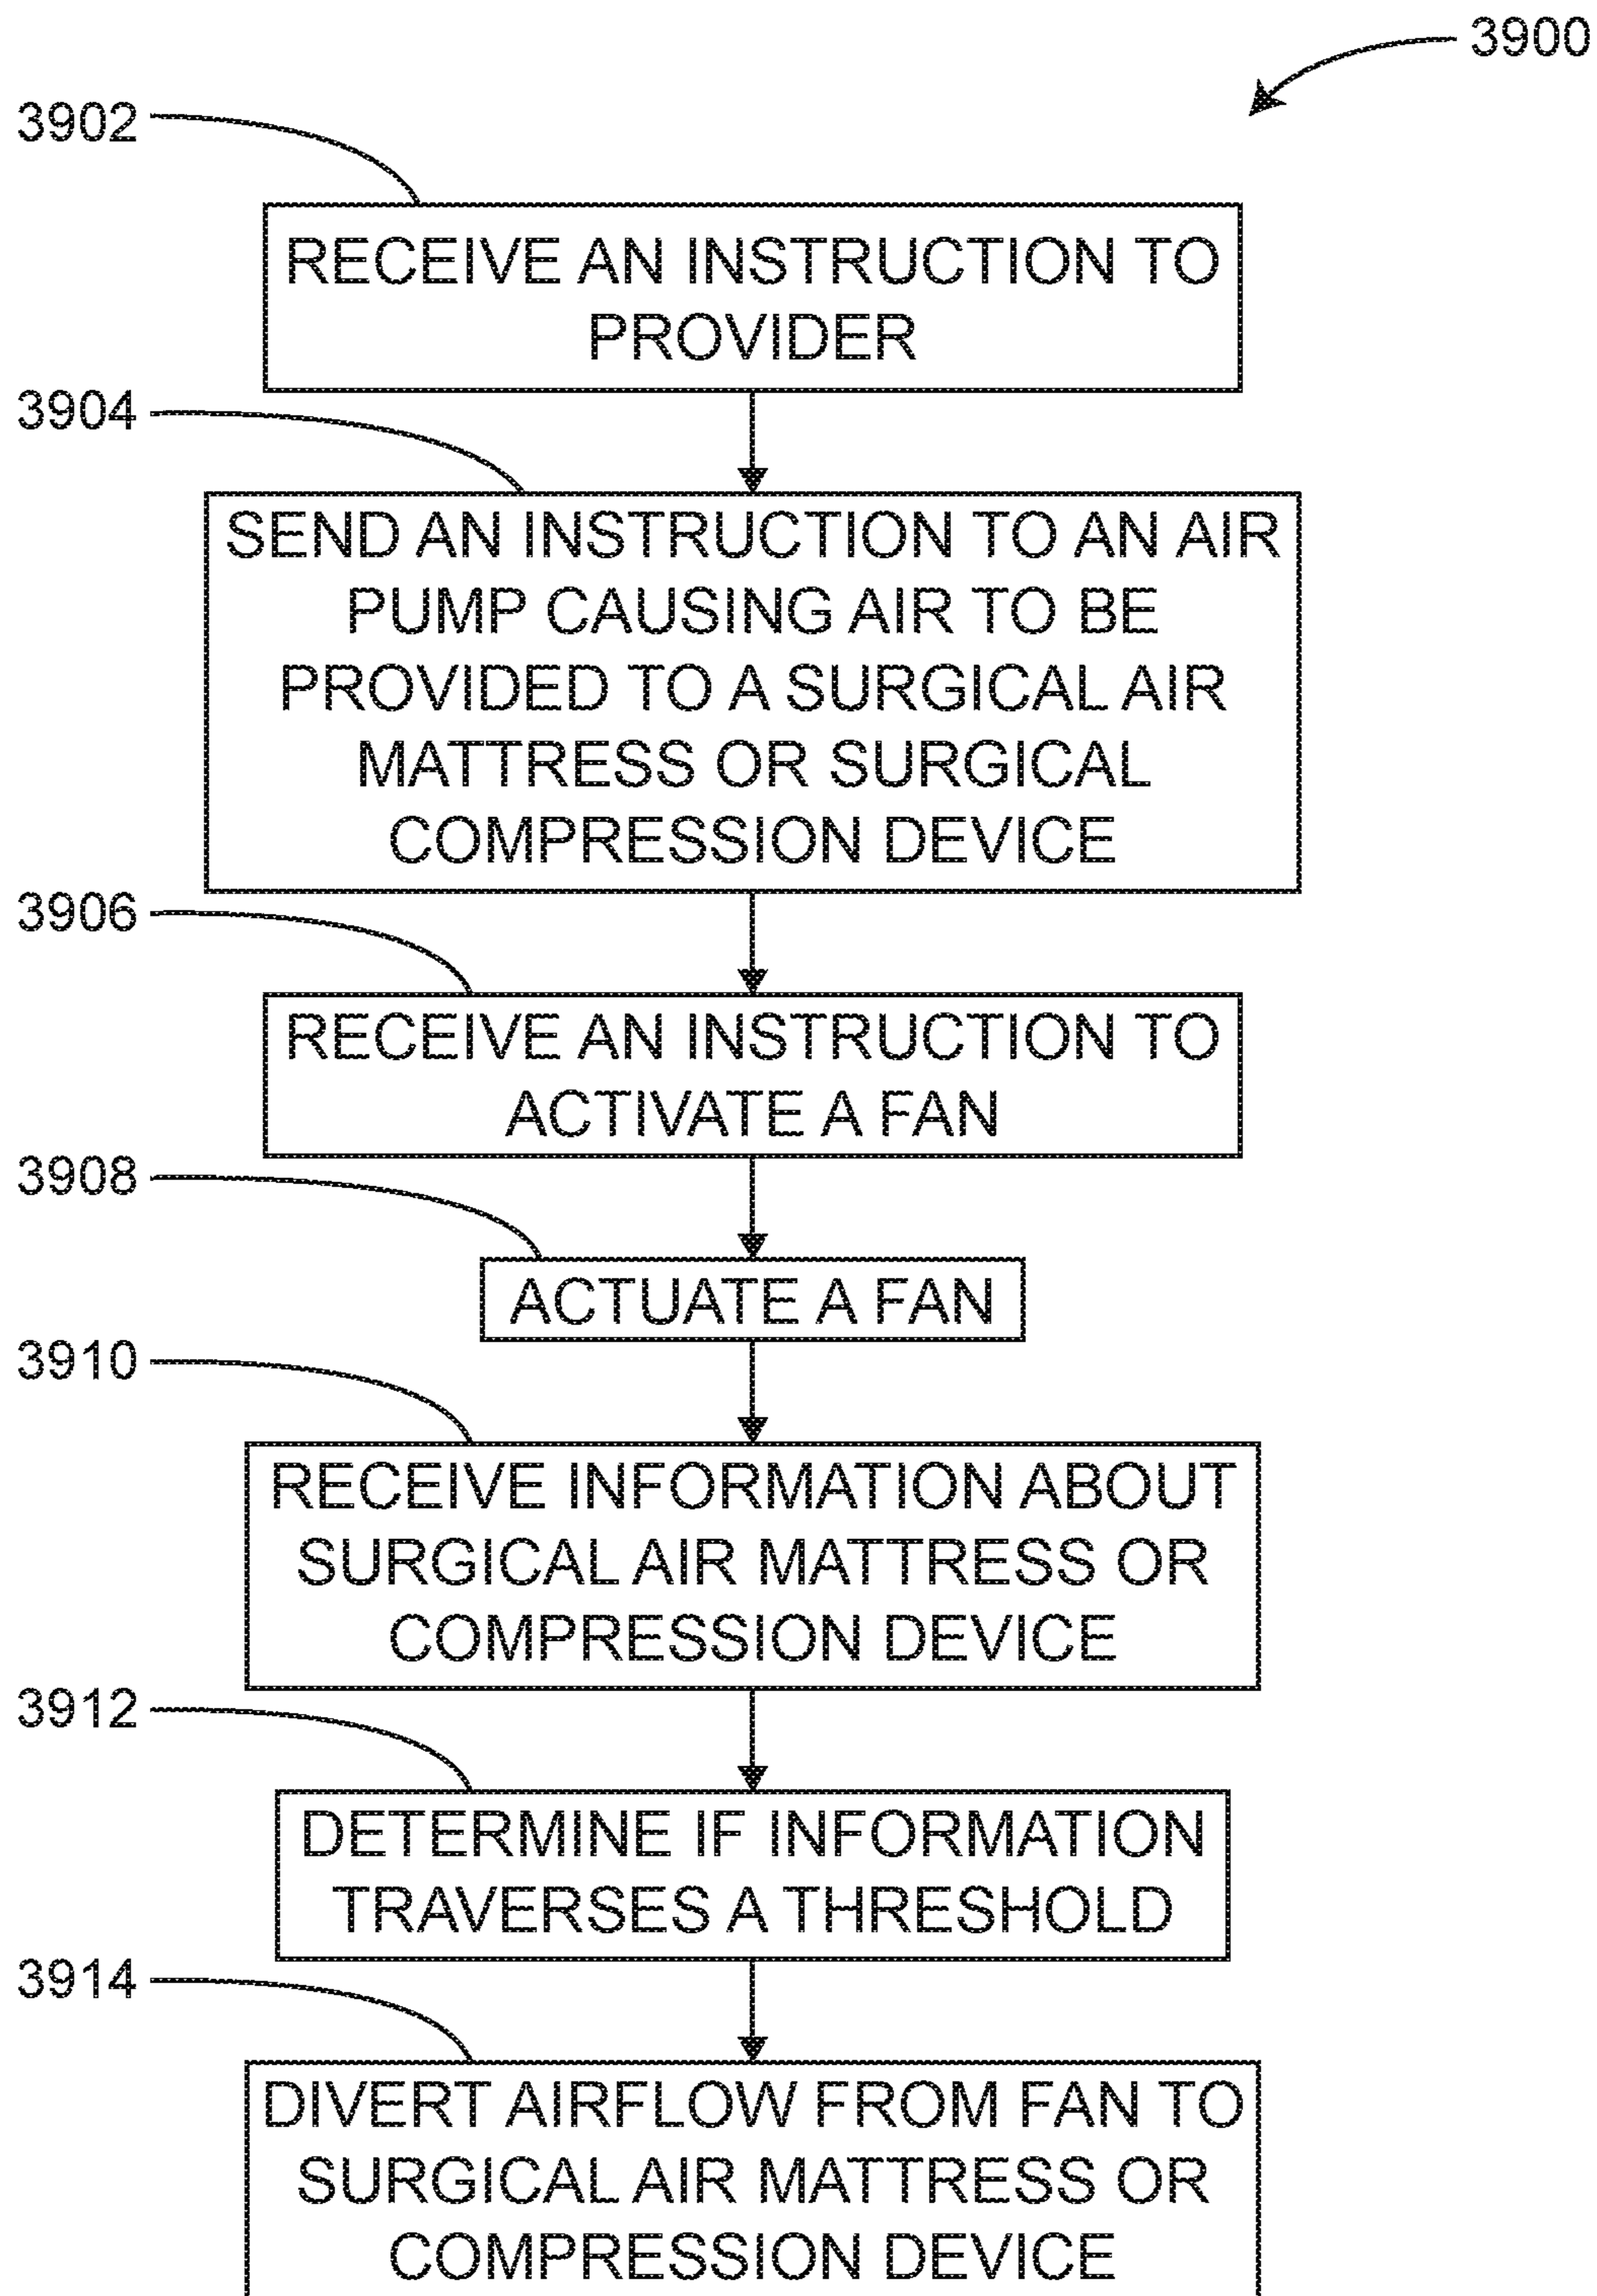 3900
3902
RECEIVE AN INSTRUCTION TO
PROVIDER
3904
SEND AN INSTRUCTION TO AN AIR
PUMP CAUSING AIR TO BE
PROVIDED TO A SURGICAL AIR
MATTRESS OR SURGICAL
COMPRESSION DEVICE
3906
RECEIVE AN INSTRUCTION TO
ACTIVATE A FAN
3908
ACTUATE A FAN
3910
RECEIVE INFORMATION ABOUT
SURGICAL AIR MATTRESS OR
COMPRESSION DEVICE
3912
DETERMINE IF INFORMATION
TRAVERSES A THRESHOLD
3914
DIVERT AIRFLOW FROM FAN TO
SURGICAL AIR MATTRESS OR
COMPRESSION DEVICE